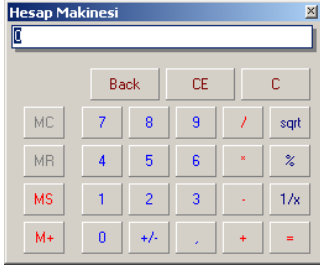 Hesap Makinesi
0
Back CE C
MC 7 8 9 / sqrt
MR 4 5 6 * %
MS 1 2 3 - 1/x
M+ 0 +/- , + =